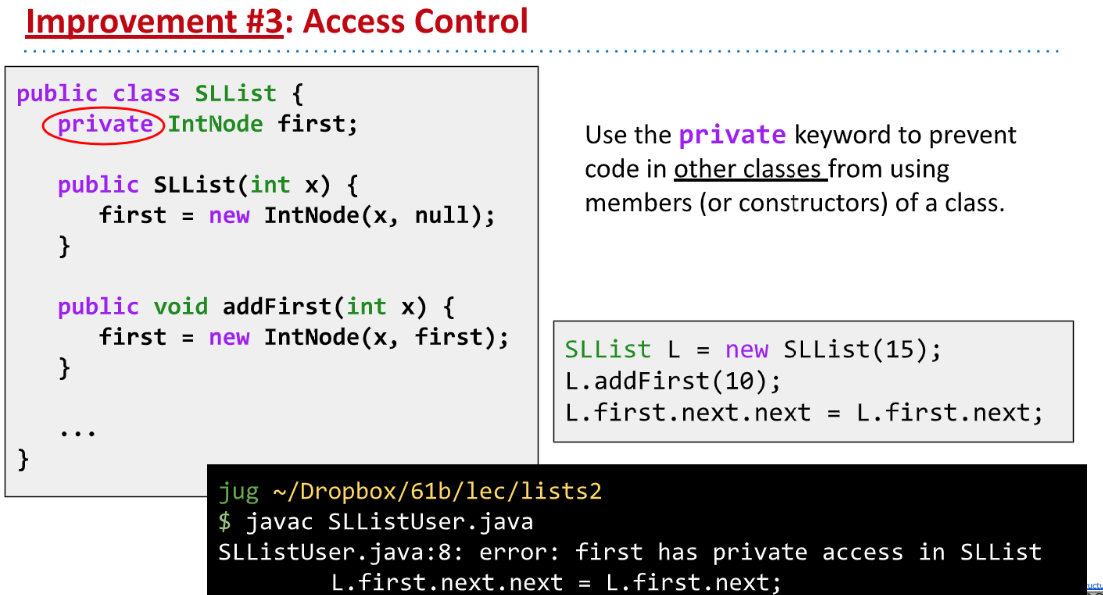 Improvement #3: Access Control
public class SLList {
private IntNode first;
public SLList(int x) {
first = new IntNode(x, null);
}
public void addFirst(int x) {
first = new IntNode(x, first);
}
...
}
Use the private keyword to prevent
code in other classes from using
members (or constructors) of a class.
SLList L = new SLList(15);
L.addFirst(10);
L.first.next.next = L.first.next;
jug ~/Dropbox/61b/lec/lists2
$ javac SLListUser.java
SLListUser.java:8: error: first has private access in SLList
L.first.next.next = L.first.next;